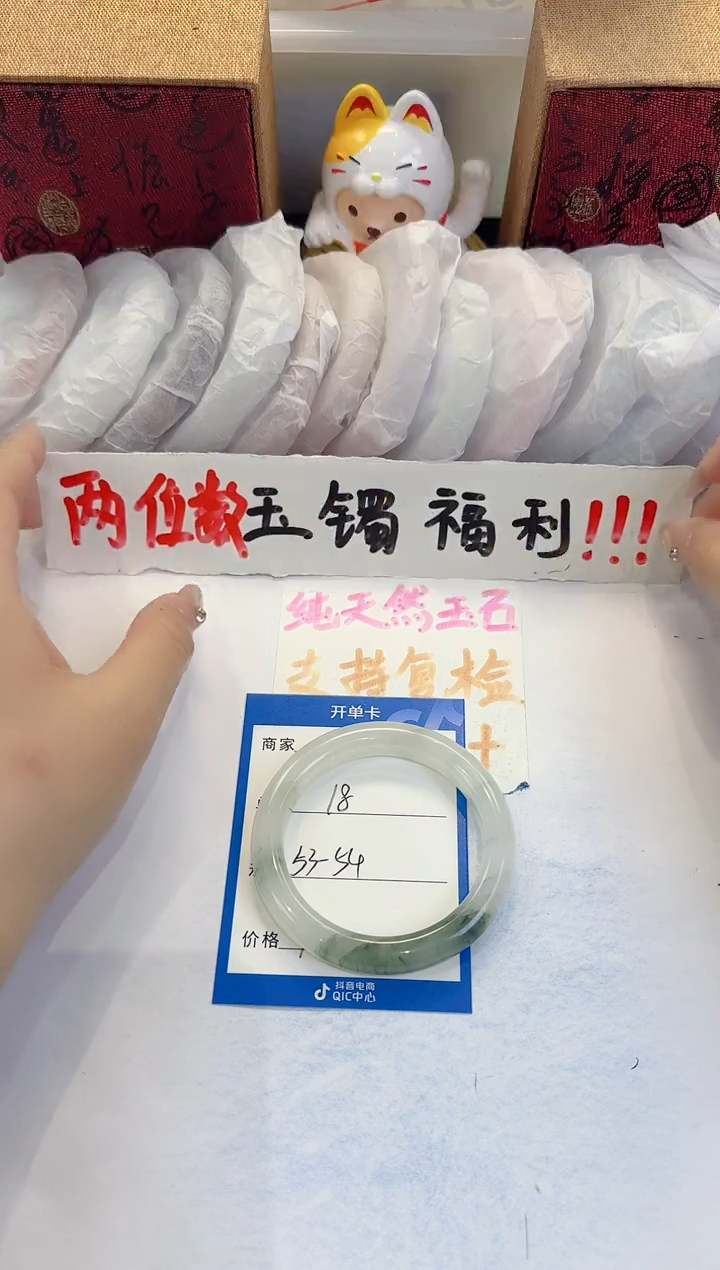 两位数玉镯福利!!!
纯天然玉石
支持复检
开单卡
商家
18
53-54
价格
抖音电商
QIC中心